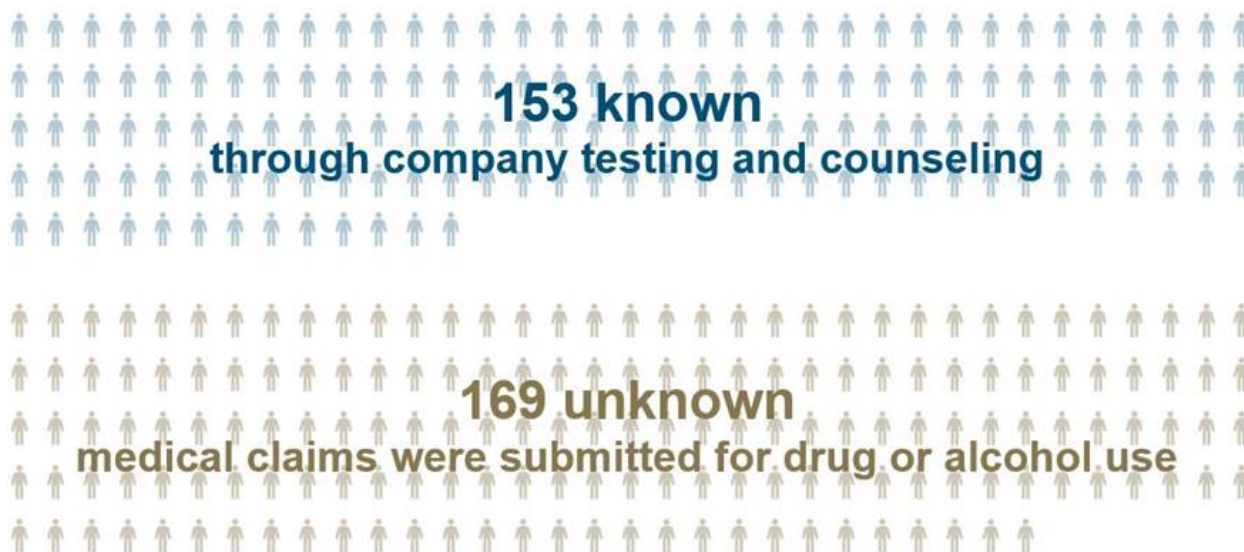 153 known
through company testing and counseling
169 unknown
medical claims were submitted for drug or alcohol use